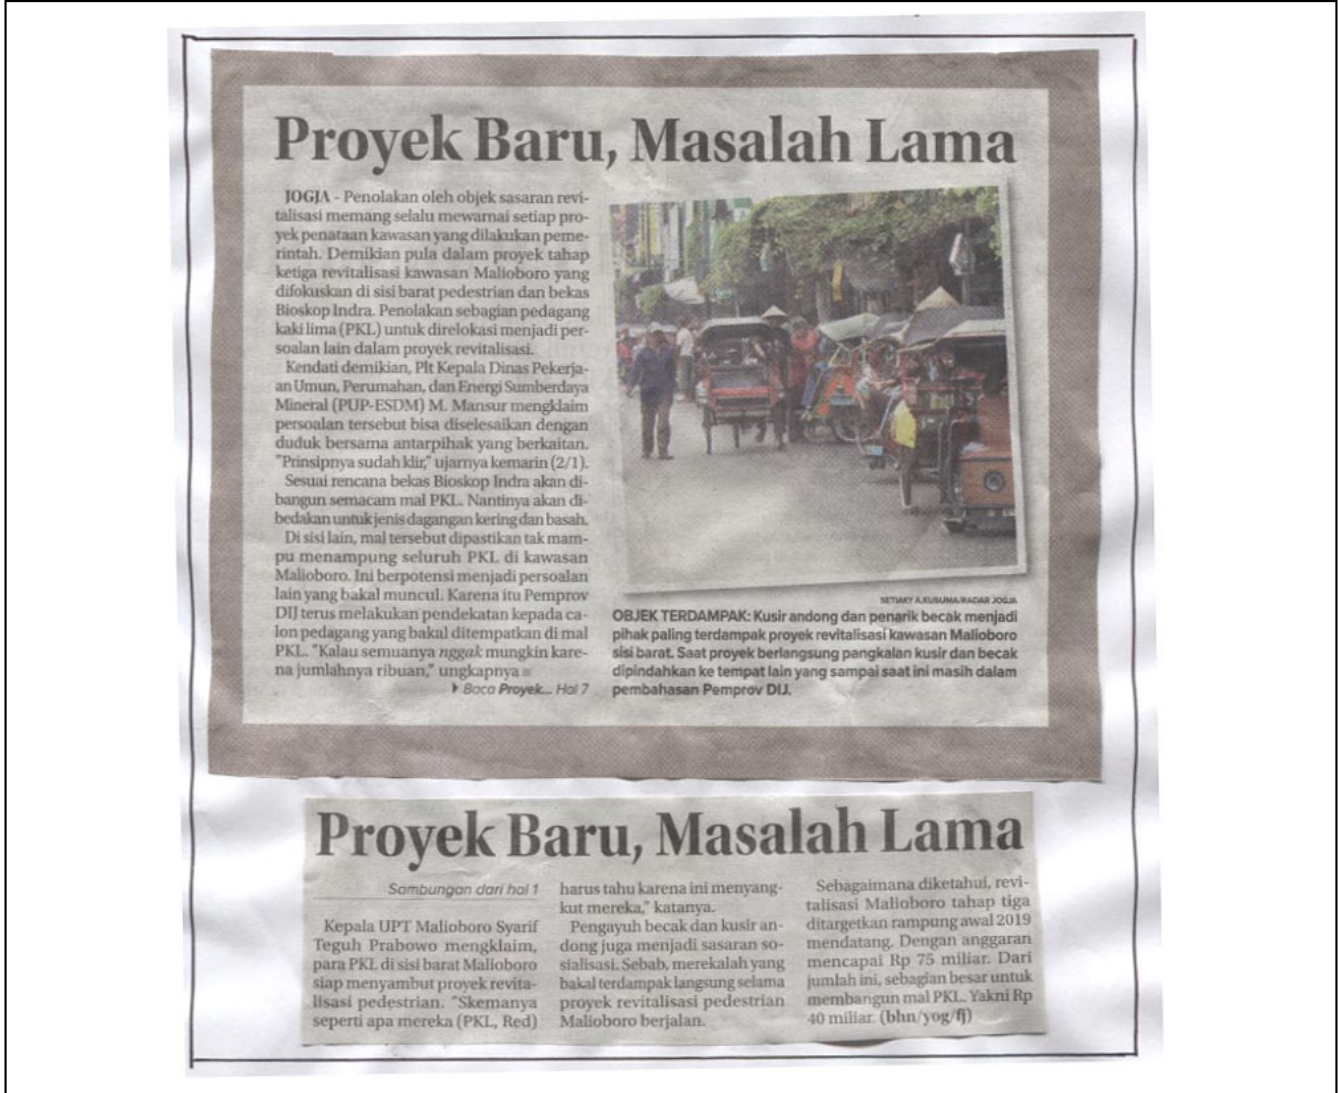 Proyek Baru, Masalah Lama
JOGJA - Penolakan oleh objek sasaran revi-
talisasi memang selalu mewarnai setiap pro-
yek penataan kawasan yang dilakukan peme-
rintah. Demikian pula dalam proyek tahap
ketiga revitalisasi kawasan Malioboro yang
difokuskan di sisi barat pedestrian dan bekas
Bioskop Indra. Penolakan sebagian pedagang
kaki lima (PKL) untuk direlokasi menjadi per-
soalan lain dalam proyek revitalisasi.
Kendati demikian, Plt Kepala Dinas Pekerja-
an Umun, Perumahan, dan Energi Sumberdaya
Mineral (PUP-ESDM) M. Mansur mengklaim
persoalan tersebut bisa diselesaikan dengan
duduk bersama antarpihak yang berkaitan.
"Prinsipnya sudah klir," ujarnya kemarin (2/1).
Sesuai rencana bekas Bioskop Indra akan di-
bangun semacam mal PKL. Nantinya akan di-
bedakan untuk jenis dagangan kering dan basah.
Di sisi lain, mal tersebut dipastikan tak mam-
pu menampung seluruh PKL di kawasan
Malioboro. Ini berpotensi menjadi persoalan
lain yang bakal muncul. Karena itu Pemprov
DIJ terus melakukan pendekatan kepada ca-
lon pedagang yang bakal ditempatkan di mal
PKL. "Kalau semuanya nggak mungkin kare-
na jumlahnya ribuan," ungkapnya
Baca Proyek... Hal 7
SETIAKY A.KUSUMA/RADAR JOGJA
OBJEK TERDAMPAK: Kusir andong dan penarik becak menjadi
pihak paling terdampak proyek revitalisasi kawasan Malioboro
sisi barat. Saat proyek berlangsung pangkalan kusir dan becak
dipindahkan ke tempat lain yang sampai saat ini masih dalam
pembahasan Pemprov DIJ.
Proyek Baru, Masalah Lama
Sambungan dari hal 1
Kepala UPT Malioboro Syarif
Teguh Prabowo mengklaim,
para PKL di sisi barat Malioboro
siap menyambut proyek revita-
lisasi pedestrian. "Skemanya
seperti apa mereka (PKL, Red)
harus tahu karena ini menyang-
kut mereka," katanya.
Pengayuh becak dan kusir an-
dong juga menjadi sasaran so-
sialisasi. Sebab, merekalah yang
bakal terdampak langsung selama
proyek revitalisasi pedestrian
Malioboro berjalan.
Sebagaimana diketahui, revi-
talisasi Malioboro tahap tiga
ditargetkan rampung awal 2019
mendatang. Dengan anggaran
mencapai Rp 75 miliar. Dari
jumlah ini, sebagian besar untuk
membangun mal PKL. Yakni Rp
40 miliar. (bhn/yog/fj)